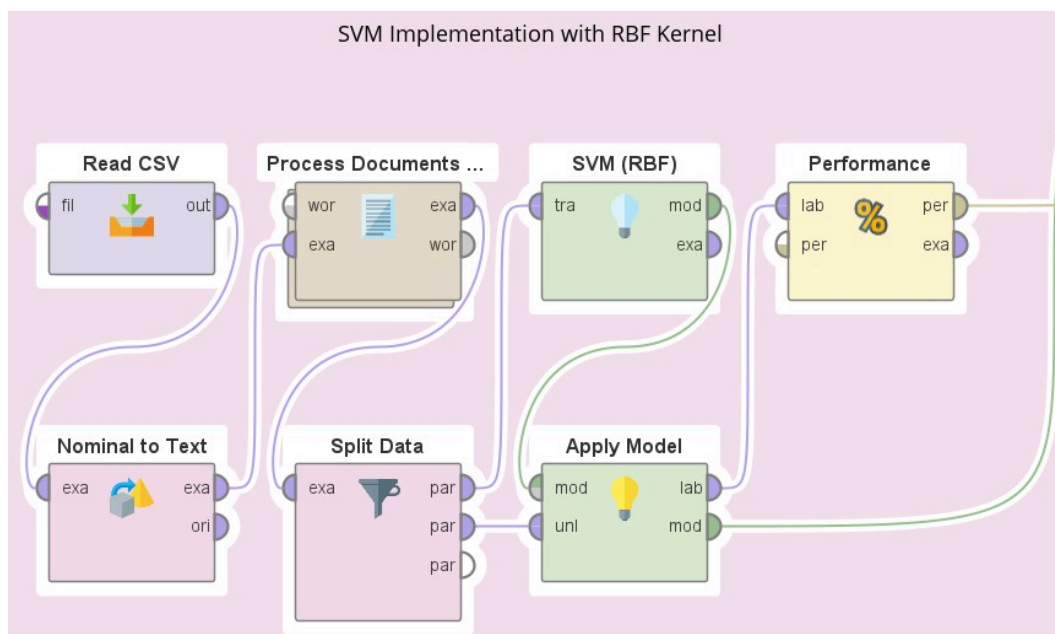 SVM Implementation with RBF Kernel
Read CSV
fil out
Process Documents ...
wor exa
exa wor
SVM (RBF)
tra mod
exa
Performance
lab per
per exa
Nominal to Text
exa exa
ori
Split Data
exa par
par
par
Apply Model
mod lab
unl mod
%